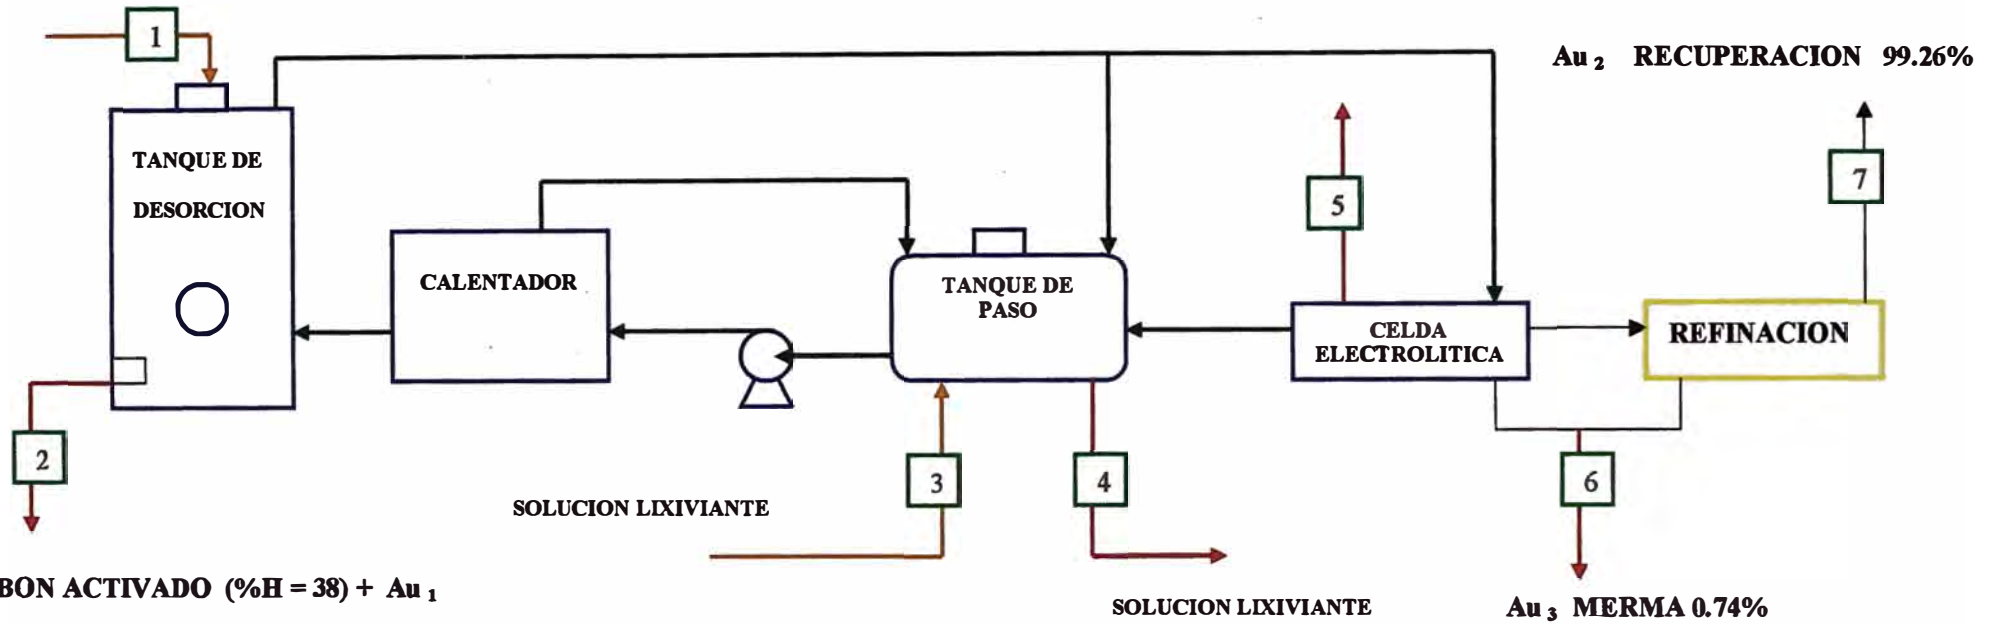 1
Au 2 RECUPERACION 99.26%
TANQUE DE
DESORCION
5
7
CALENTADOR
TANQUE DE
PASO
CELDA
ELECTROLITICA
REFINACION
2
SOLUCION LIXIVIANTE
3
4
6
BON ACTIVADO (%H = 38) + Au 1
SOLUCION LIXIVIANTE
Au 3 MERMA 0.74%